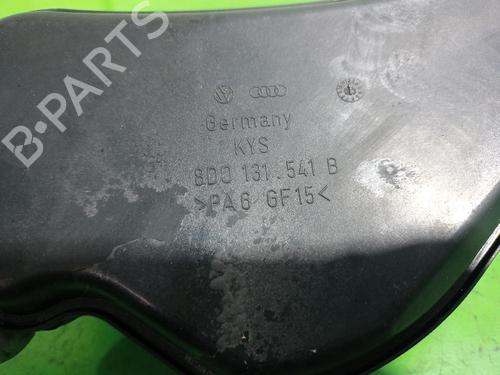 Germany
KYS
8D0 131.541 B
>PA6 GF15<
B-PARTS